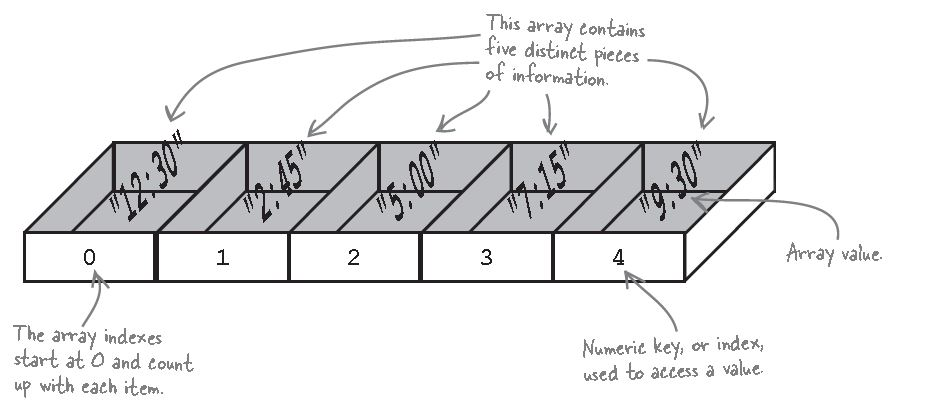 This array contains
five distinct pieces
of information.
"12:30" "2:45" "5:00" "7:15" "9:30"
0 1 2 3 4
Array value.
The array indexes
start at 0 and count
up with each item.
Numeric key, or index,
used to access a value.